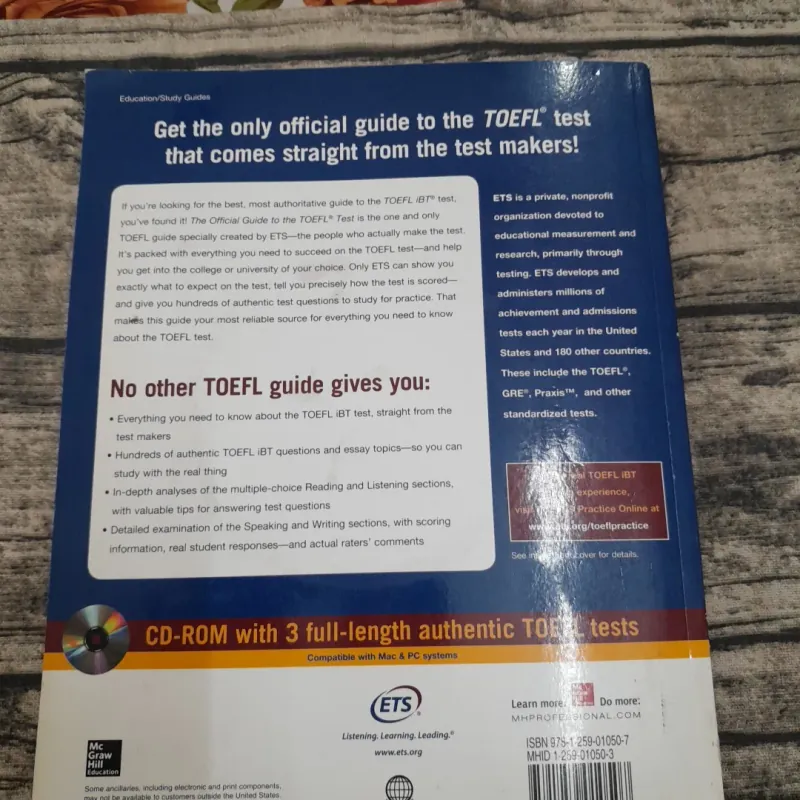 Education/Study Guides
Get the only official guide to the TOEFL® test
that comes straight from the test makers!
If you're looking for the best, most authoritative guide to the TOEFL iBT® test,
you've found it! The Official Guide to the TOEFL® Test is the one and only
TOEFL guide specially created by ETS—the people who actually make the test.
It's packed with everything you need to succeed on the TOEFL test—and help
you get into the college or university of your choice. Only ETS can show you
exactly what to expect on the test, tell you precisely how the test is scored—
and give you hundreds of authentic test questions to study for practice. That
makes this guide your most reliable source for everything you need to know
about the TOEFL test.
No other TOEFL guide gives you:
• Everything you need to know about the TOEFL iBT test, straight from the
test makers
• Hundreds of authentic TOEFL iBT questions and essay topics—so you can
study with the real thing
• In-depth analyses of the multiple-choice Reading and Listening sections,
with valuable tips for answering test questions
• Detailed examination of the Speaking and Writing sections, with scoring
information, real student responses—and actual raters' comments
ETS is a private, nonprofit
organization devoted to
educational measurement and
research, primarily through
testing. ETS develops and
administers millions of
achievement and admissions
tests each year in the United
States and 180 other countries.
These include the TOEFL®,
GRE®, Praxis™, and other
standardized tests.
TOEFL iBT
experience,
Practice Online at
www.org/toeflpractice
See cover for details.
CD-ROM with 3 full-length authentic TOEFL tests
Compatible with Mac & PC systems
ETS®
Listening. Learning. Leading.®
www.ets.org
Learn more. Mc Graw Hill Do more:
MHPROFESSIONAL.COM
ISBN 978-1-259-01050-7
MHID 1-259-01050-3
Mc
Graw
Hill
Education
Some ancillaries, including electronic and print components,
may not be available to customers outside the United States.